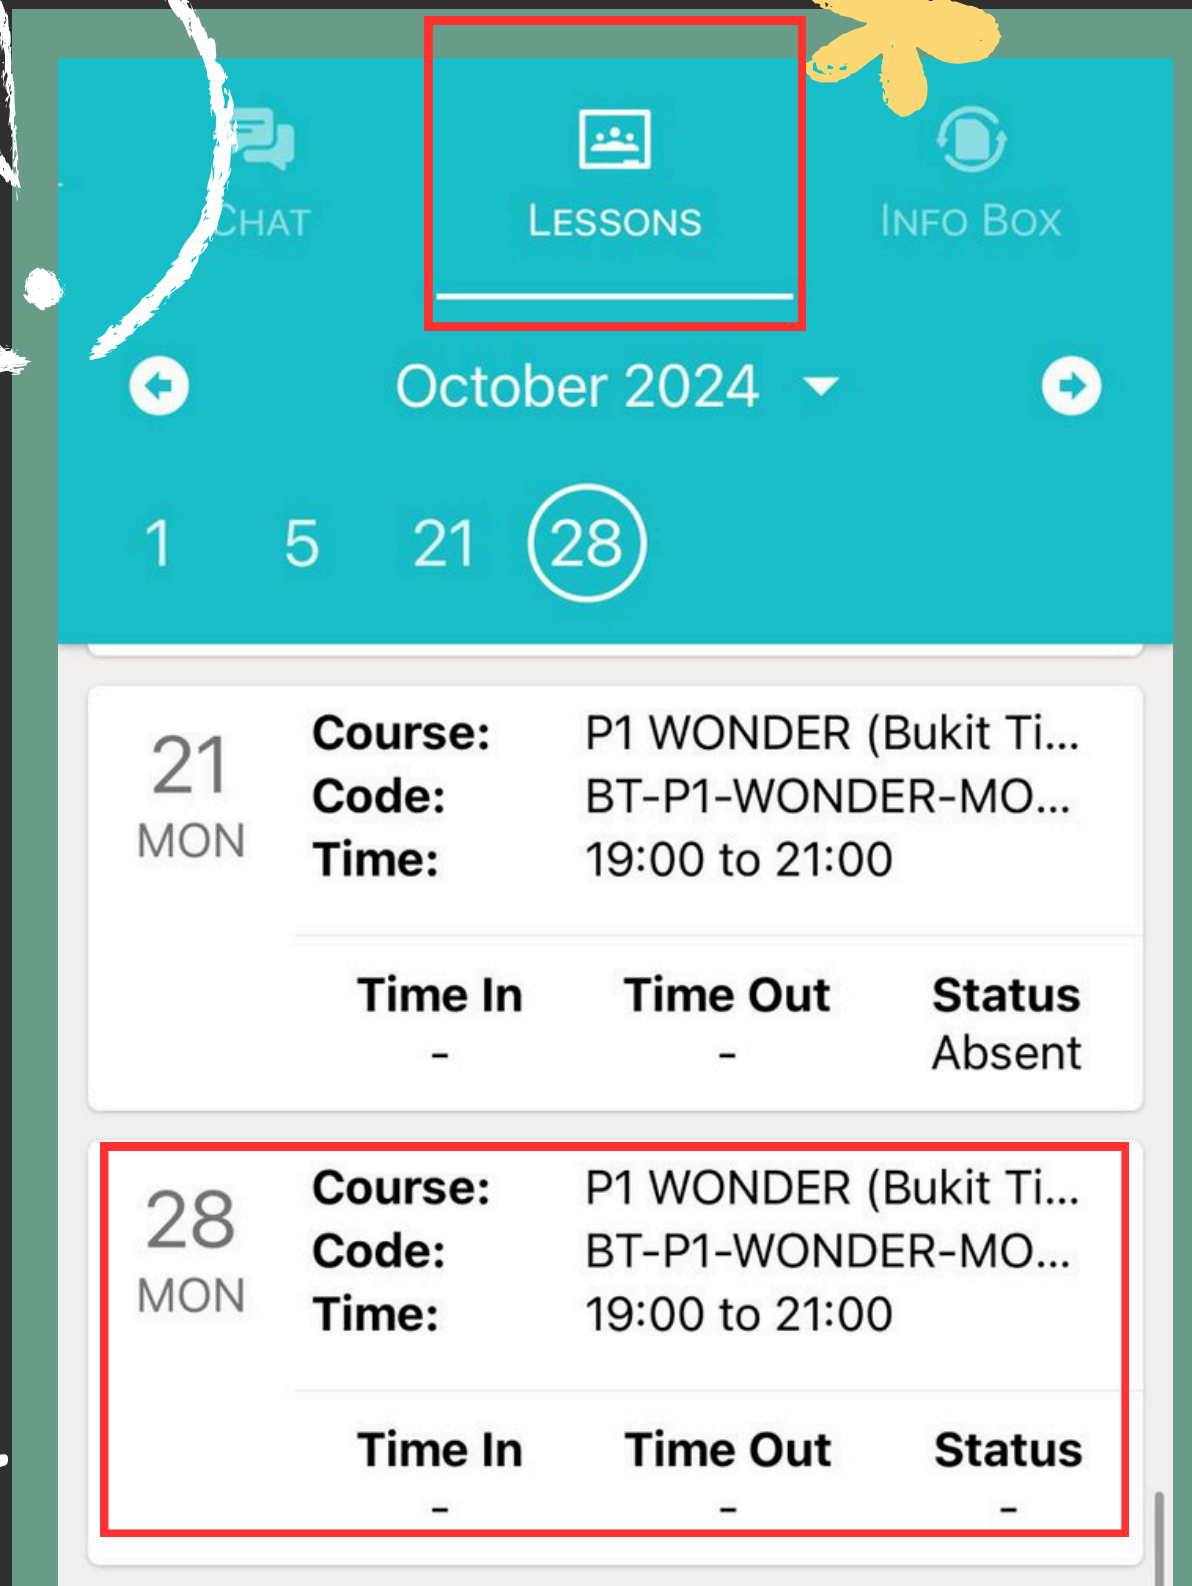 CHAT
LESSONS
INFO BOX
October 2024
1 5 21 28
21
MON
Course: P1 WONDER (Bukit Ti...
Code: BT-P1-WONDER-MO...
Time: 19:00 to 21:00
Time In Time Out Status
- - Absent
28
MON
Course: P1 WONDER (Bukit Ti...
Code: BT-P1-WONDER-MO...
Time: 19:00 to 21:00
Time In Time Out Status
- - -